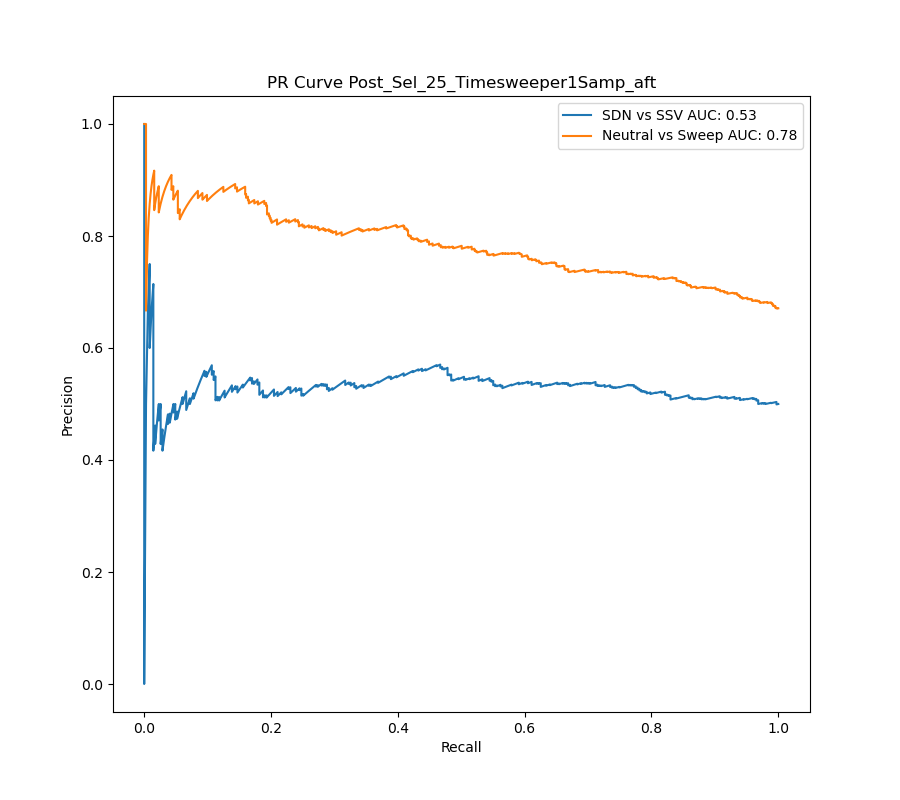 PR Curve Post_Sel_25_Timesweeper1Samp_aft
SDN vs SSV AUC: 0.53
Neutral vs Sweep AUC: 0.78
1.0
0.8
0.6
0.4
0.2
0.0
Precision
0.0 0.2 0.4 0.6 0.8 1.0
Recall